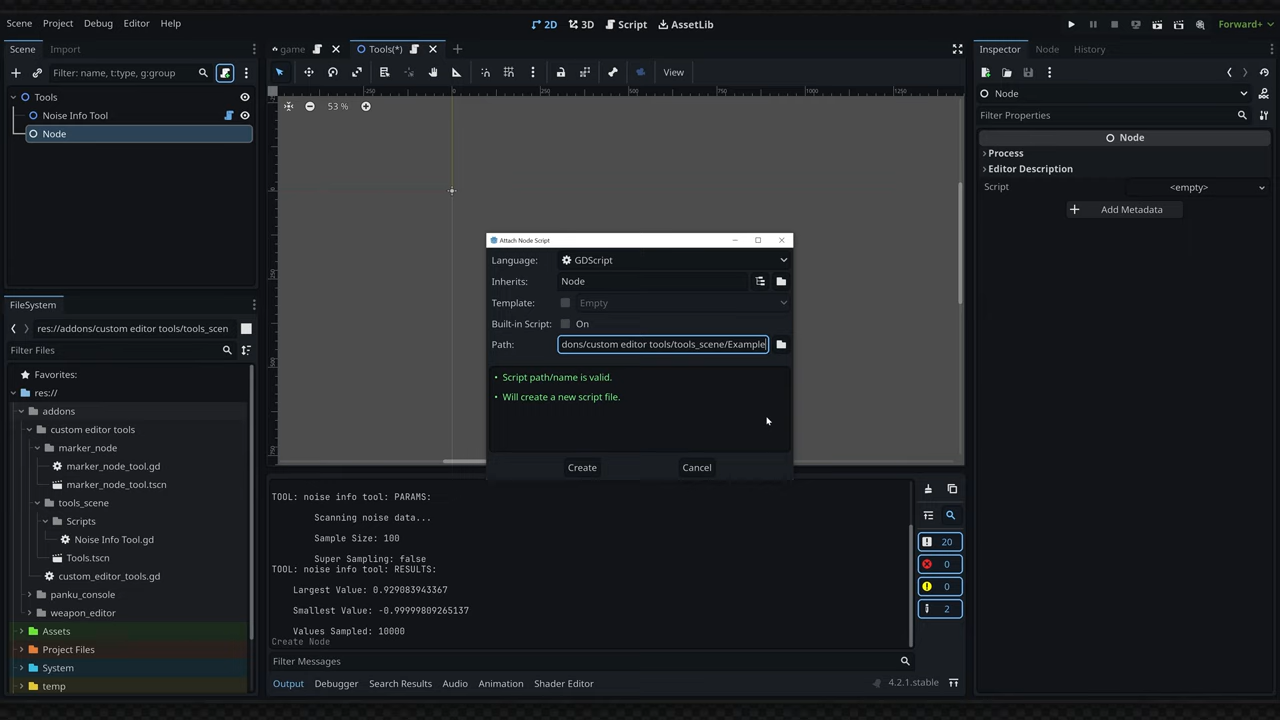 Scene Project Debug Editor Help
2D 3D Script AssetLib
Forward+
Scene Import
game Tools(*)
Inspector Node History
Filter: name, t:type, g:group
View
Node
Tools
Noise Info Tool
Node
53 %
-250 0 250 500 750 1000 1250
Filter Properties
Node
Process
Editor Description
Script <empty>
Add Metadata
Attach Node Script
Language: GDScript
Inherits: Node
Template: Empty
Built-in Script: On
Path: dons/custom editor tools/tools_scene/Example
Script path/name is valid.
Will create a new script file.
Create Cancel
FileSystem
res://addons/custom editor tools/tools_scen
Filter Files
Favorites:
res://
addons
custom editor tools
marker_node
marker_node_tool.gd
marker_node_tool.tscn
tools_scene
Scripts
Noise Info Tool.gd
Tools.tscn
custom_editor_tools.gd
panku_console
weapon_editor
Assets
Project Files
System
temp
TOOL: noise info tool: PARAMS:
Scanning noise data...
Sample Size: 100
Super Sampling: false
TOOL: noise info tool: RESULTS:
Largest Value: 0.929083943367
Smallest Value: -0.99999809265137
Values Sampled: 10000
Create Node
20
0
0
2
Filter Messages
Output Debugger Search Results Audio Animation Shader Editor
4.2.1.stable